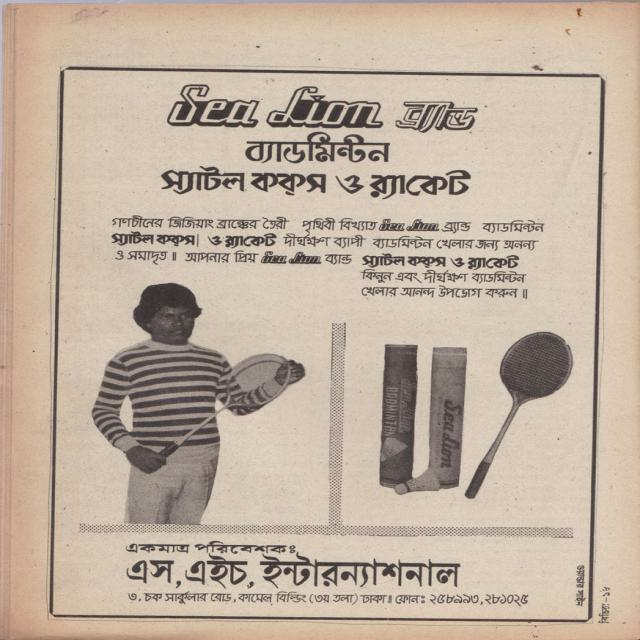 Sea Lion ব্র্যান্ড
ব্যাডমিন্টন
স্যাটল কক্‌স ও র‍্যাকেট
গণচীনের জিজিয়াং ব্রাঞ্চের তৈরী পৃথিবী বিখ্যাত Sea Lion ব্র্যান্ড ব্যাডমিন্টন
স্যাটল কক্‌স। ও র‍্যাকেট দীর্ঘক্ষণ ব্যাপী ব্যাডমিন্টন খেলার জন্য অনন্য
ও সমাদৃত॥ আপনার প্রিয় Sea Lion ব্যান্ড স্যাটল কক্‌স ও র‍্যাকেট
কিনুন এবং দীর্ঘক্ষণ ব্যাডমিন্টন
খেলার আনন্দ উপভোগ করুন॥
BADMINTON
Sea Lion
একমাত্র পরিবেশকঃ
এস, এইচ, ইন্টারন্যাশনাল
৩, চক সার্কুলার রোড, কামেল বিল্ডিং (৩য় তলা) ঢাকা॥ ফোনঃ ২৫৮৯৯৩, ২৮১০২৫